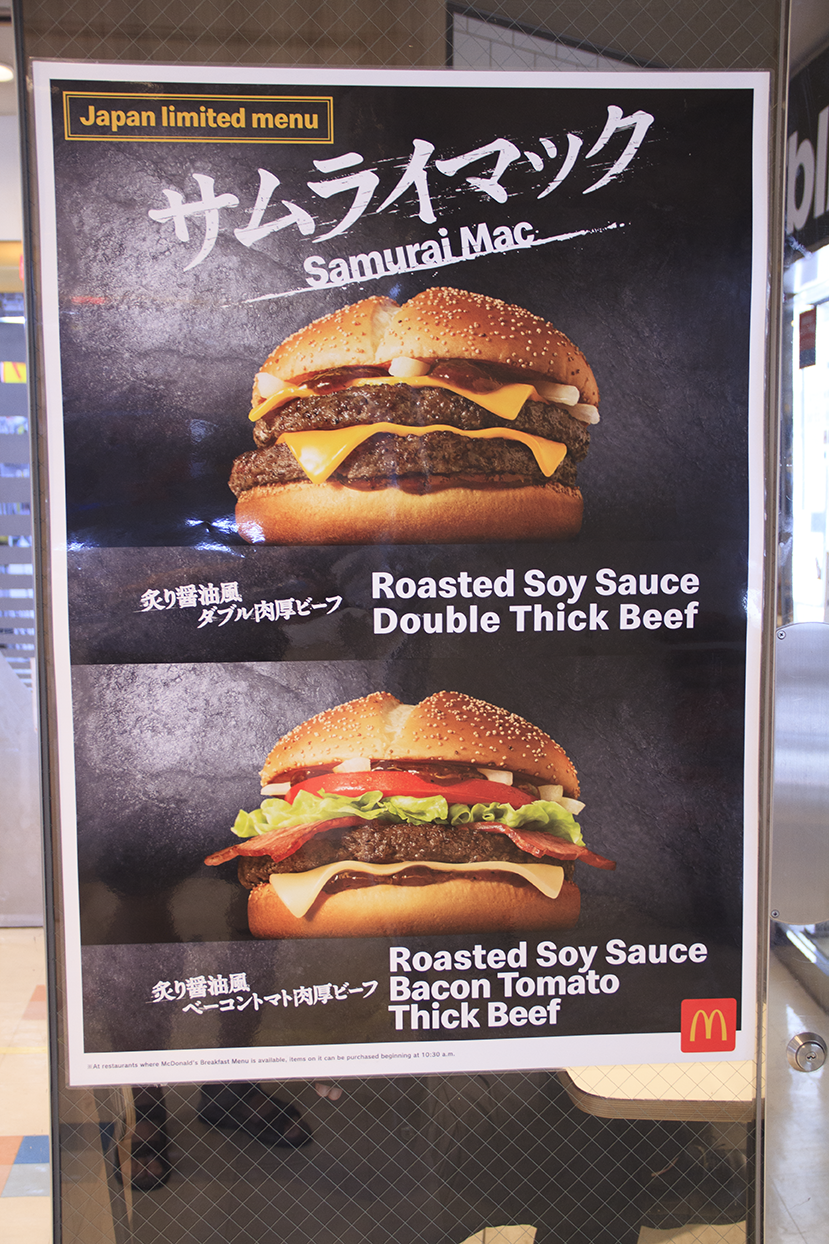 Japan limited menu
サムライマック
Samurai Mac
炙り醤油風
ダブル肉厚ビーフ
Roasted Soy Sauce
Double Thick Beef
炙り醤油風
ベーコントマト肉厚ビーフ
Roasted Soy Sauce
Bacon Tomato
Thick Beef
※At restaurants where McDonald's Breakfast Menu is available, items on it can be purchased beginning at 10:30 a.m.